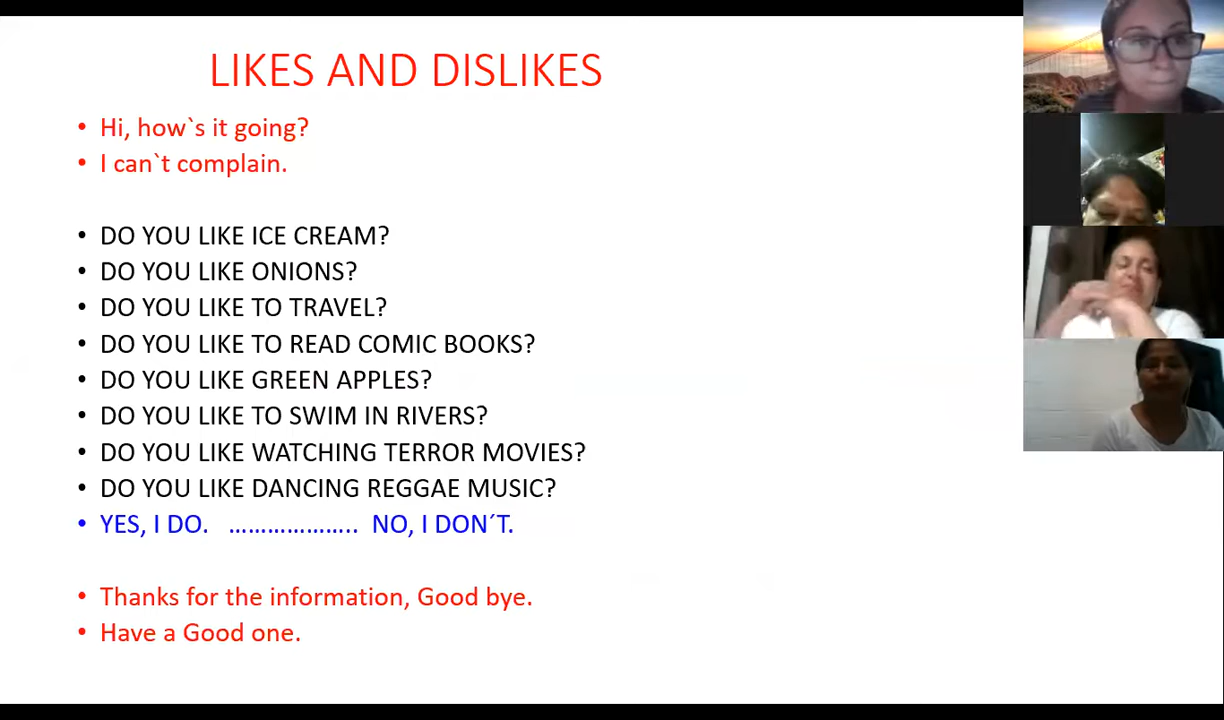 LIKES AND DISLIKES
• Hi, how`s it going?
• I can`t complain.
• DO YOU LIKE ICE CREAM?
• DO YOU LIKE ONIONS?
• DO YOU LIKE TO TRAVEL?
• DO YOU LIKE TO READ COMIC BOOKS?
• DO YOU LIKE GREEN APPLES?
• DO YOU LIKE TO SWIM IN RIVERS?
• DO YOU LIKE WATCHING TERROR MOVIES?
• DO YOU LIKE DANCING REGGAE MUSIC?
• YES, I DO. ……………….. NO, I DON´T.
• Thanks for the information, Good bye.
• Have a Good one.